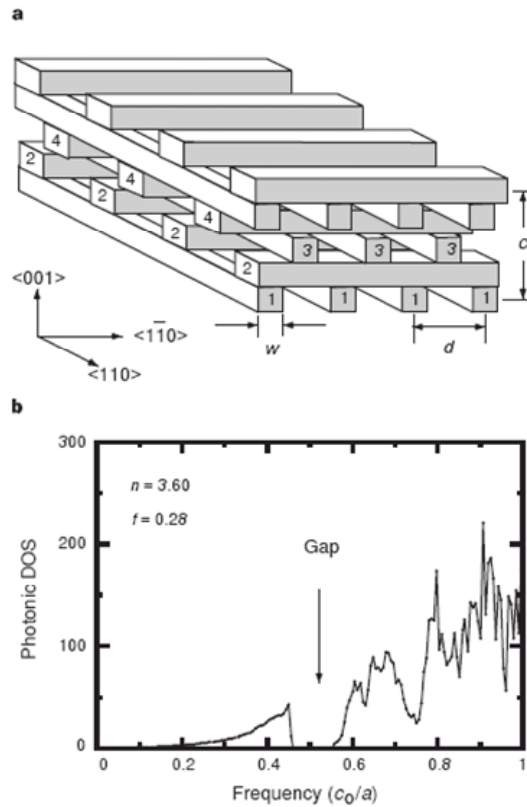 a
4
2
4
2
4
2
3
3
3
2
1
1
1
1
c
<001>
<11̄0>
<110>
w
d
b
300
200
100
0
Photonic DOS
n = 3.60
f = 0.28
Gap
0
0.2
0.4
0.6
0.8
1
Frequency (c₀/a)